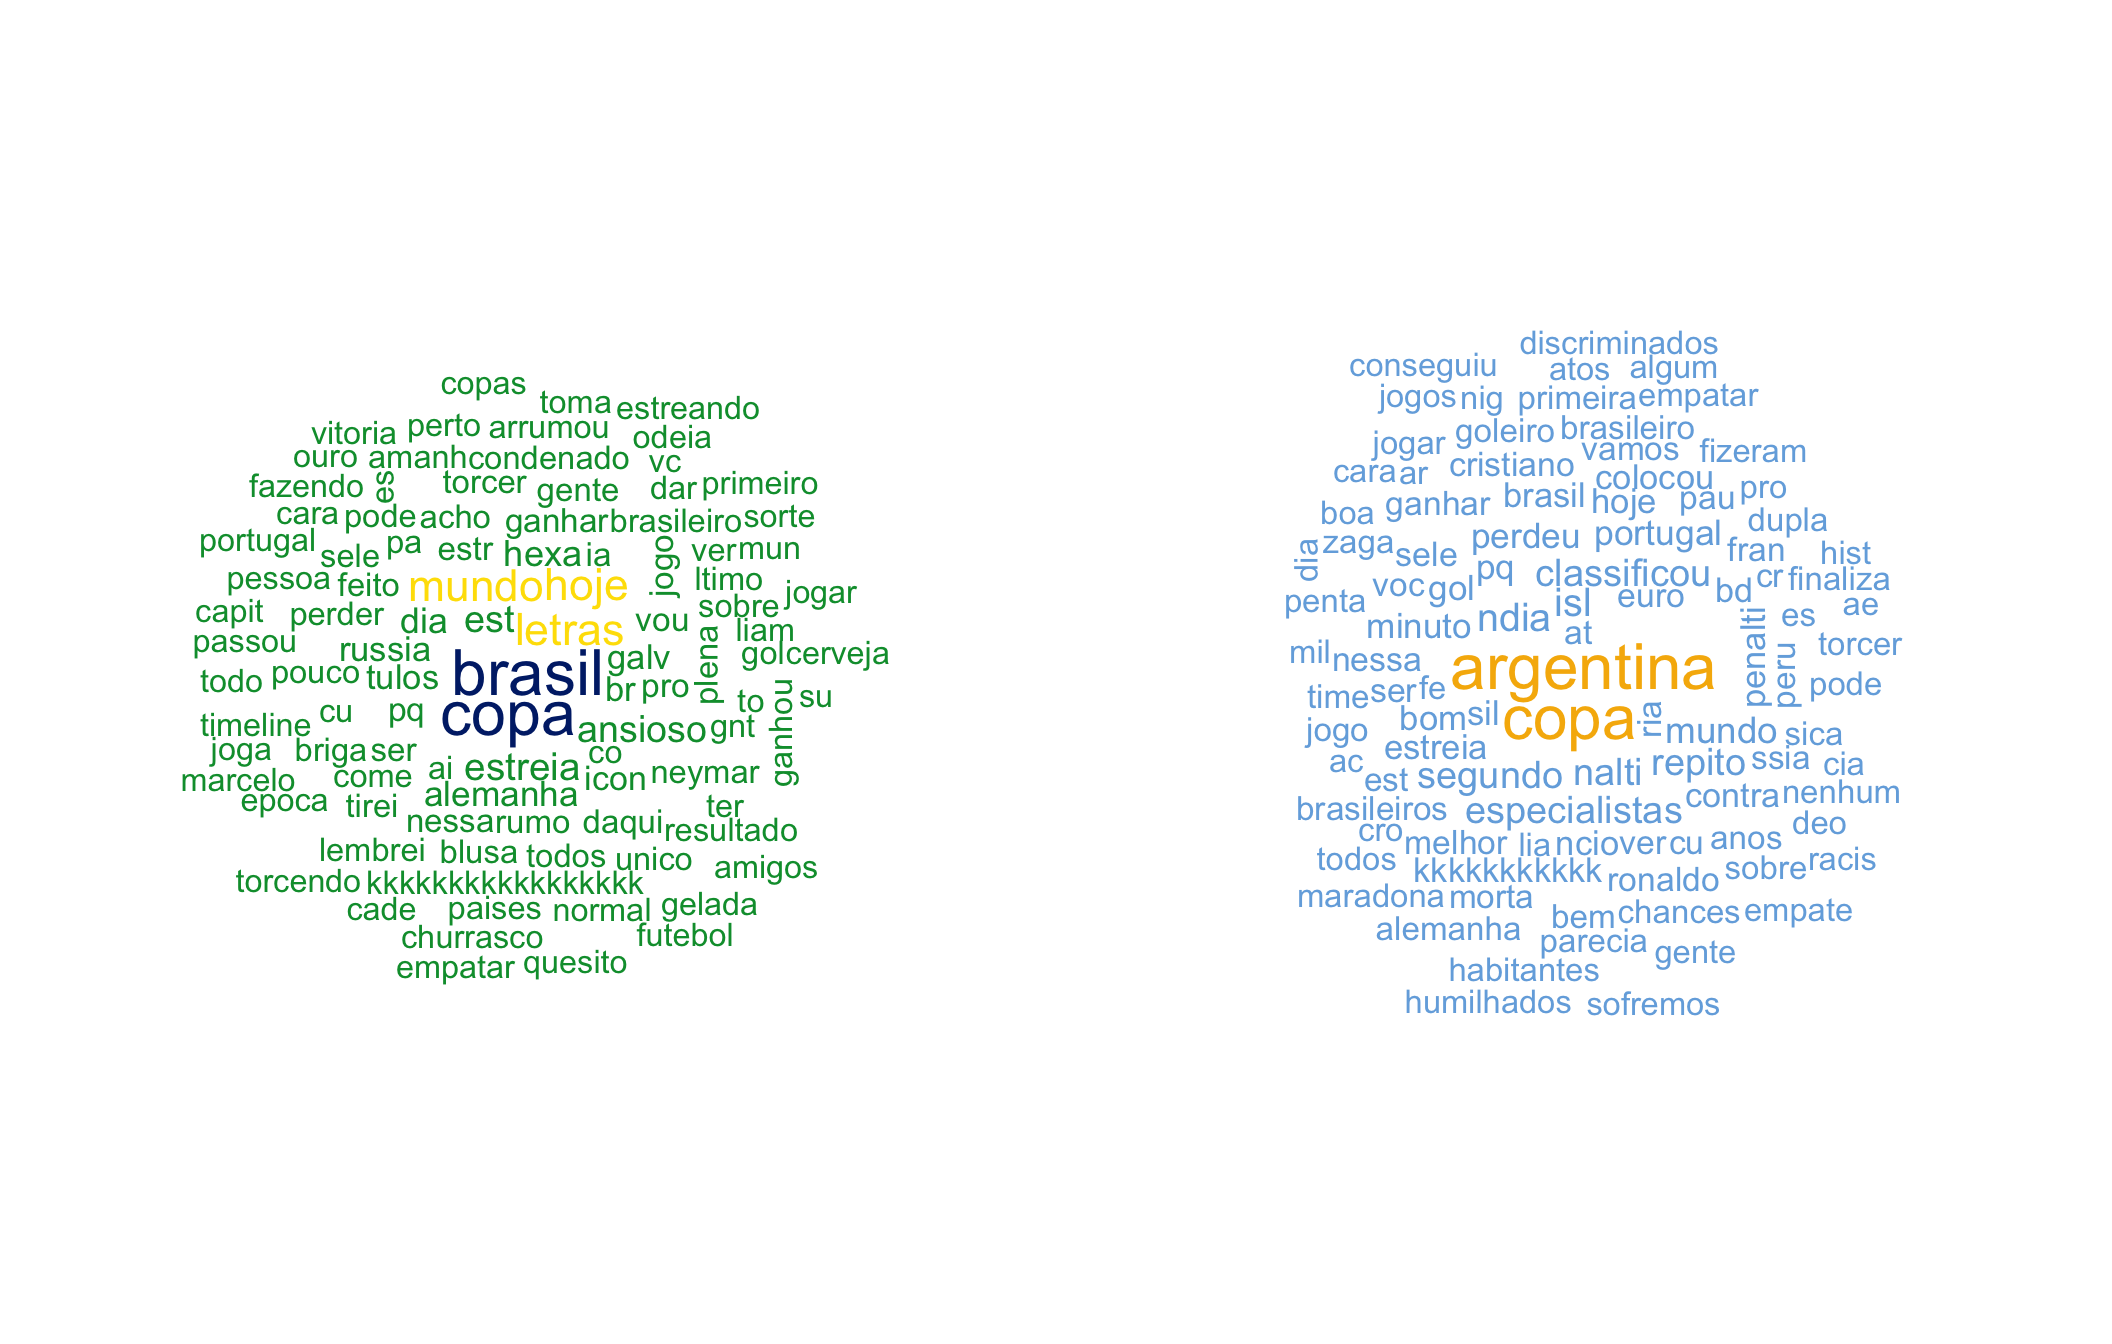 copas
toma estreando
vitoria perto arrumou odeia
ouro amanh condenado vc
fazendo es torcer gente dar primeiro
cara pode acho ganhar brasileiro sorte
portugal sele pa estr hexa ia jogo ver mun
pessoa feito mundo hoje ltimo
capit perder dia est letras vou sobre jogar
passou russia brasil galv plena liam
todo pouco tulos br pro gol cerveja
timeline cu pq copa ansioso gnt to su
joga briga ser co ganhou
marcelo come ai estreia icon neymar
epoca tirei alemanha ter
nessa rumo daqui resultado
lembrei blusa todos unico amigos
torcendo kkkkkkkkkkkkkkkkk
cade paises normal gelada
churrasco futebol
empatar quesito
discriminados
conseguiu atos algum
jogos nig primeira empatar
jogar goleiro brasileiro
cara ar cristiano vamos fizeram
boa ganhar brasil colocou hoje pau pro
dia zaga sele perdeu portugal dupla
penta voc gol pq classificou fran hist
minuto ndia isl euro bd cr finaliza
mil nessa at penalti es ae
time ser fe argentina peru torcer
jogo bom sil copa ria pode
ac estreia mundo sica
est segundo nalti repito ssia cia
brasileiros especialistas contra nenhum
cro melhor lia ncio ver cu anos deo
todos kkkkkkkkkkk ronaldo sobre racis
maradona morta bem chances empate
alemanha parecia gente
habitantes
humilhados sofremos